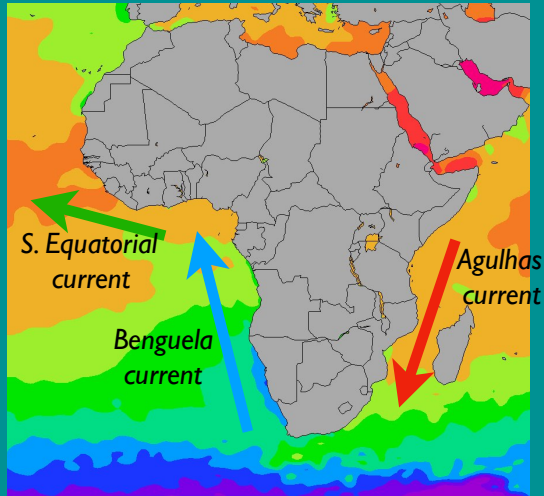 S. Equatorial
current
Agulhas
current
Benguela
current